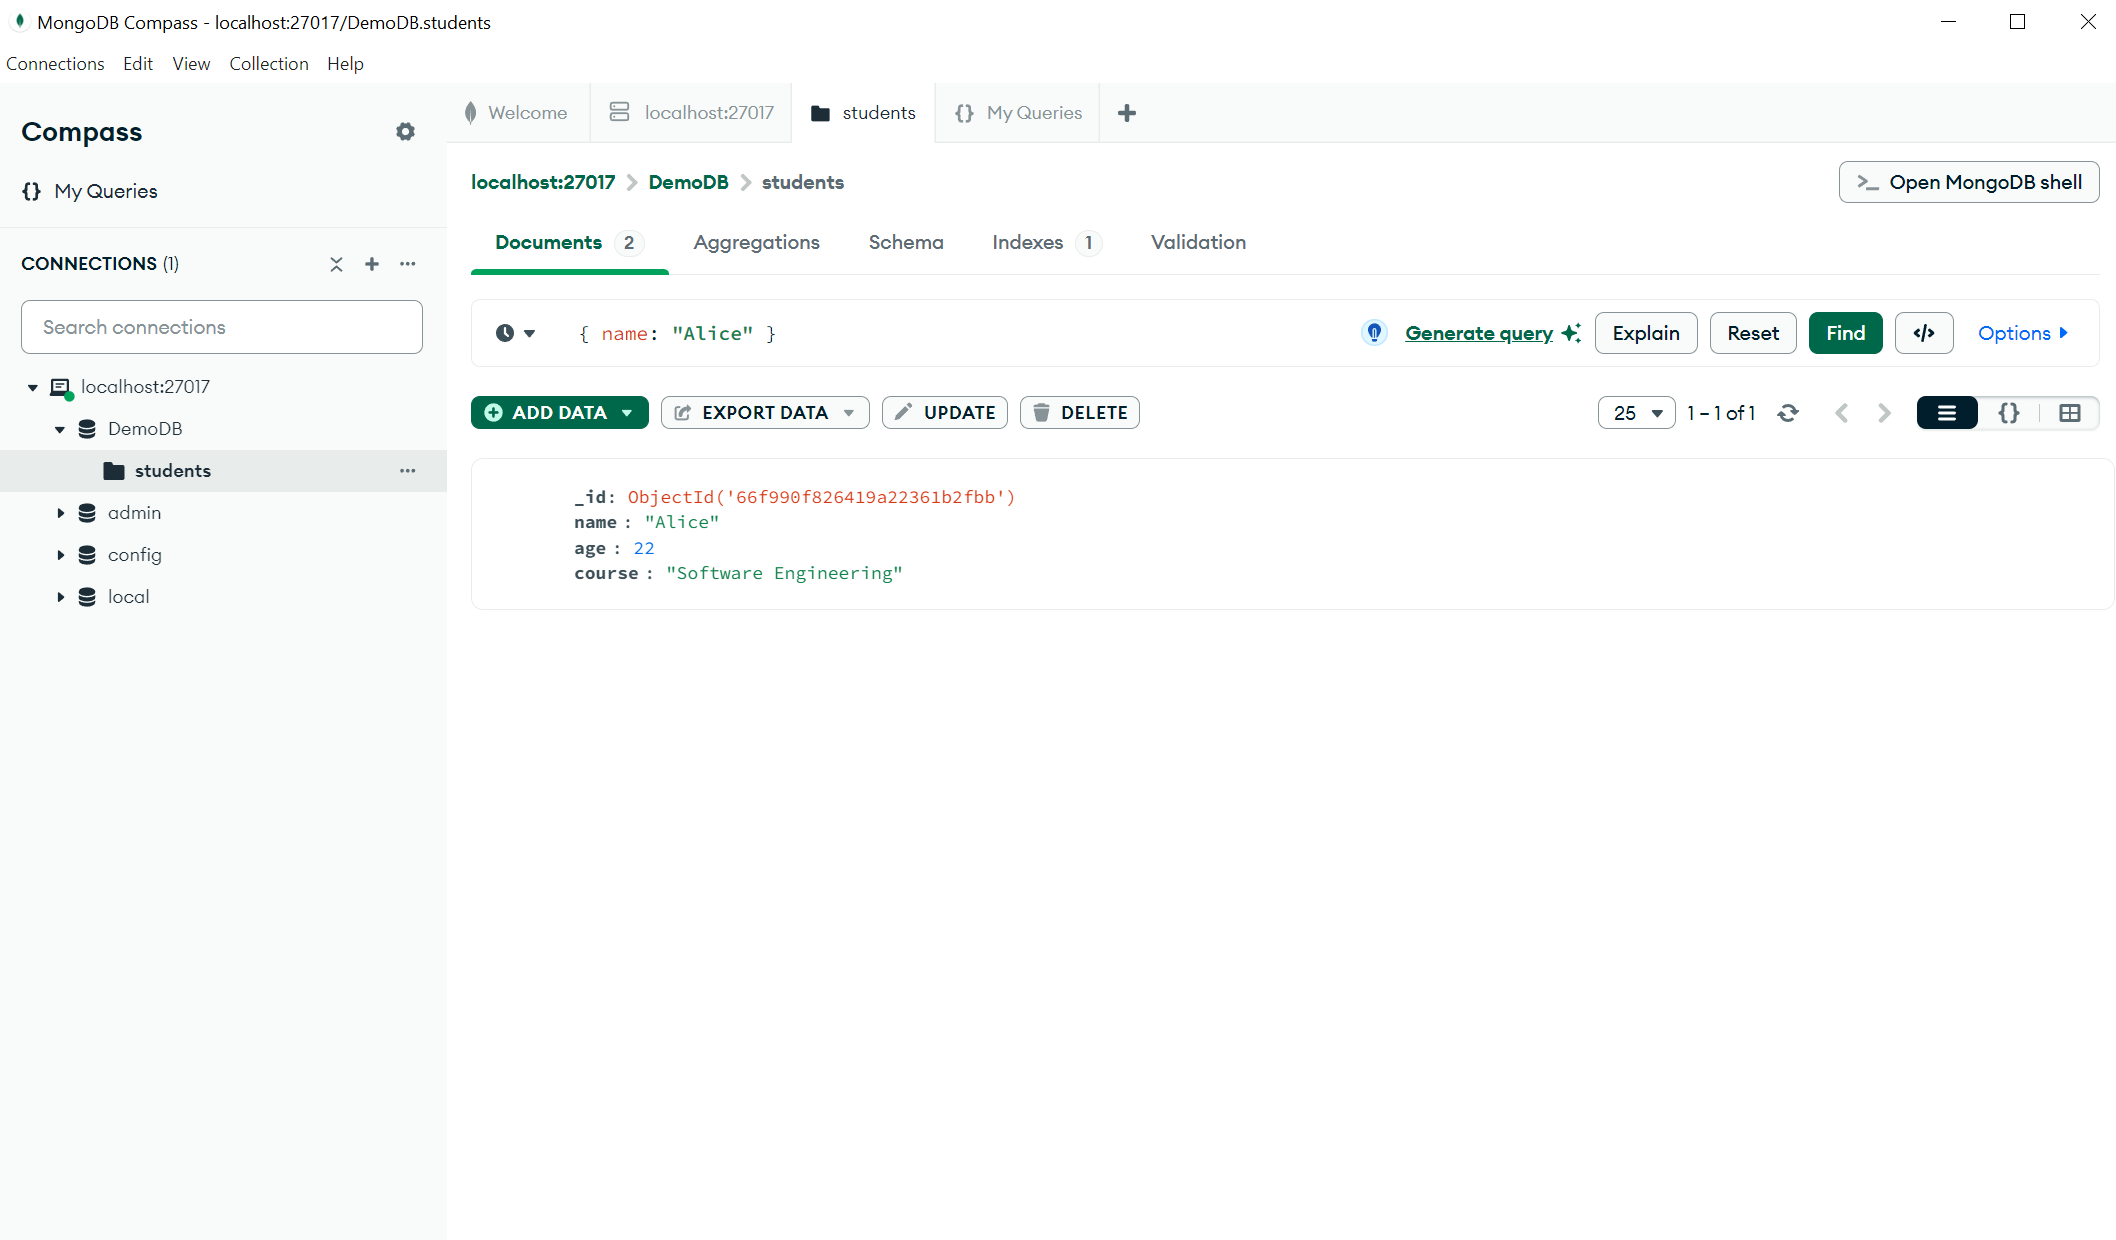 MongoDB Compass - localhost:27017/DemoDB.students
Connections Edit View Collection Help
Compass
{} My Queries
CONNECTIONS (1)
Search connections
localhost:27017
DemoDB
students
admin
config
local
Welcome localhost:27017 students {} My Queries
localhost:27017 > DemoDB > students
>_ Open MongoDB shell
Documents 2 Aggregations Schema Indexes 1 Validation
{ name: "Alice" }
Generate query Explain Reset Find </> Options
ADD DATA EXPORT DATA UPDATE DELETE
25 1 – 1 of 1 {}
_id: ObjectId('66f990f826419a22361b2fbb')
name : "Alice"
age : 22
course : "Software Engineering"